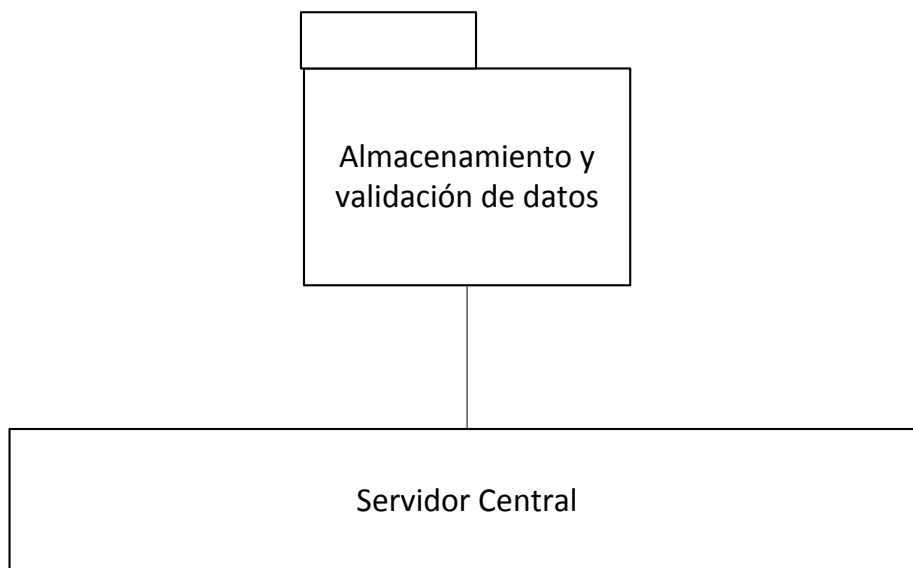 Almacenamiento y
validación de datos
Servidor Central